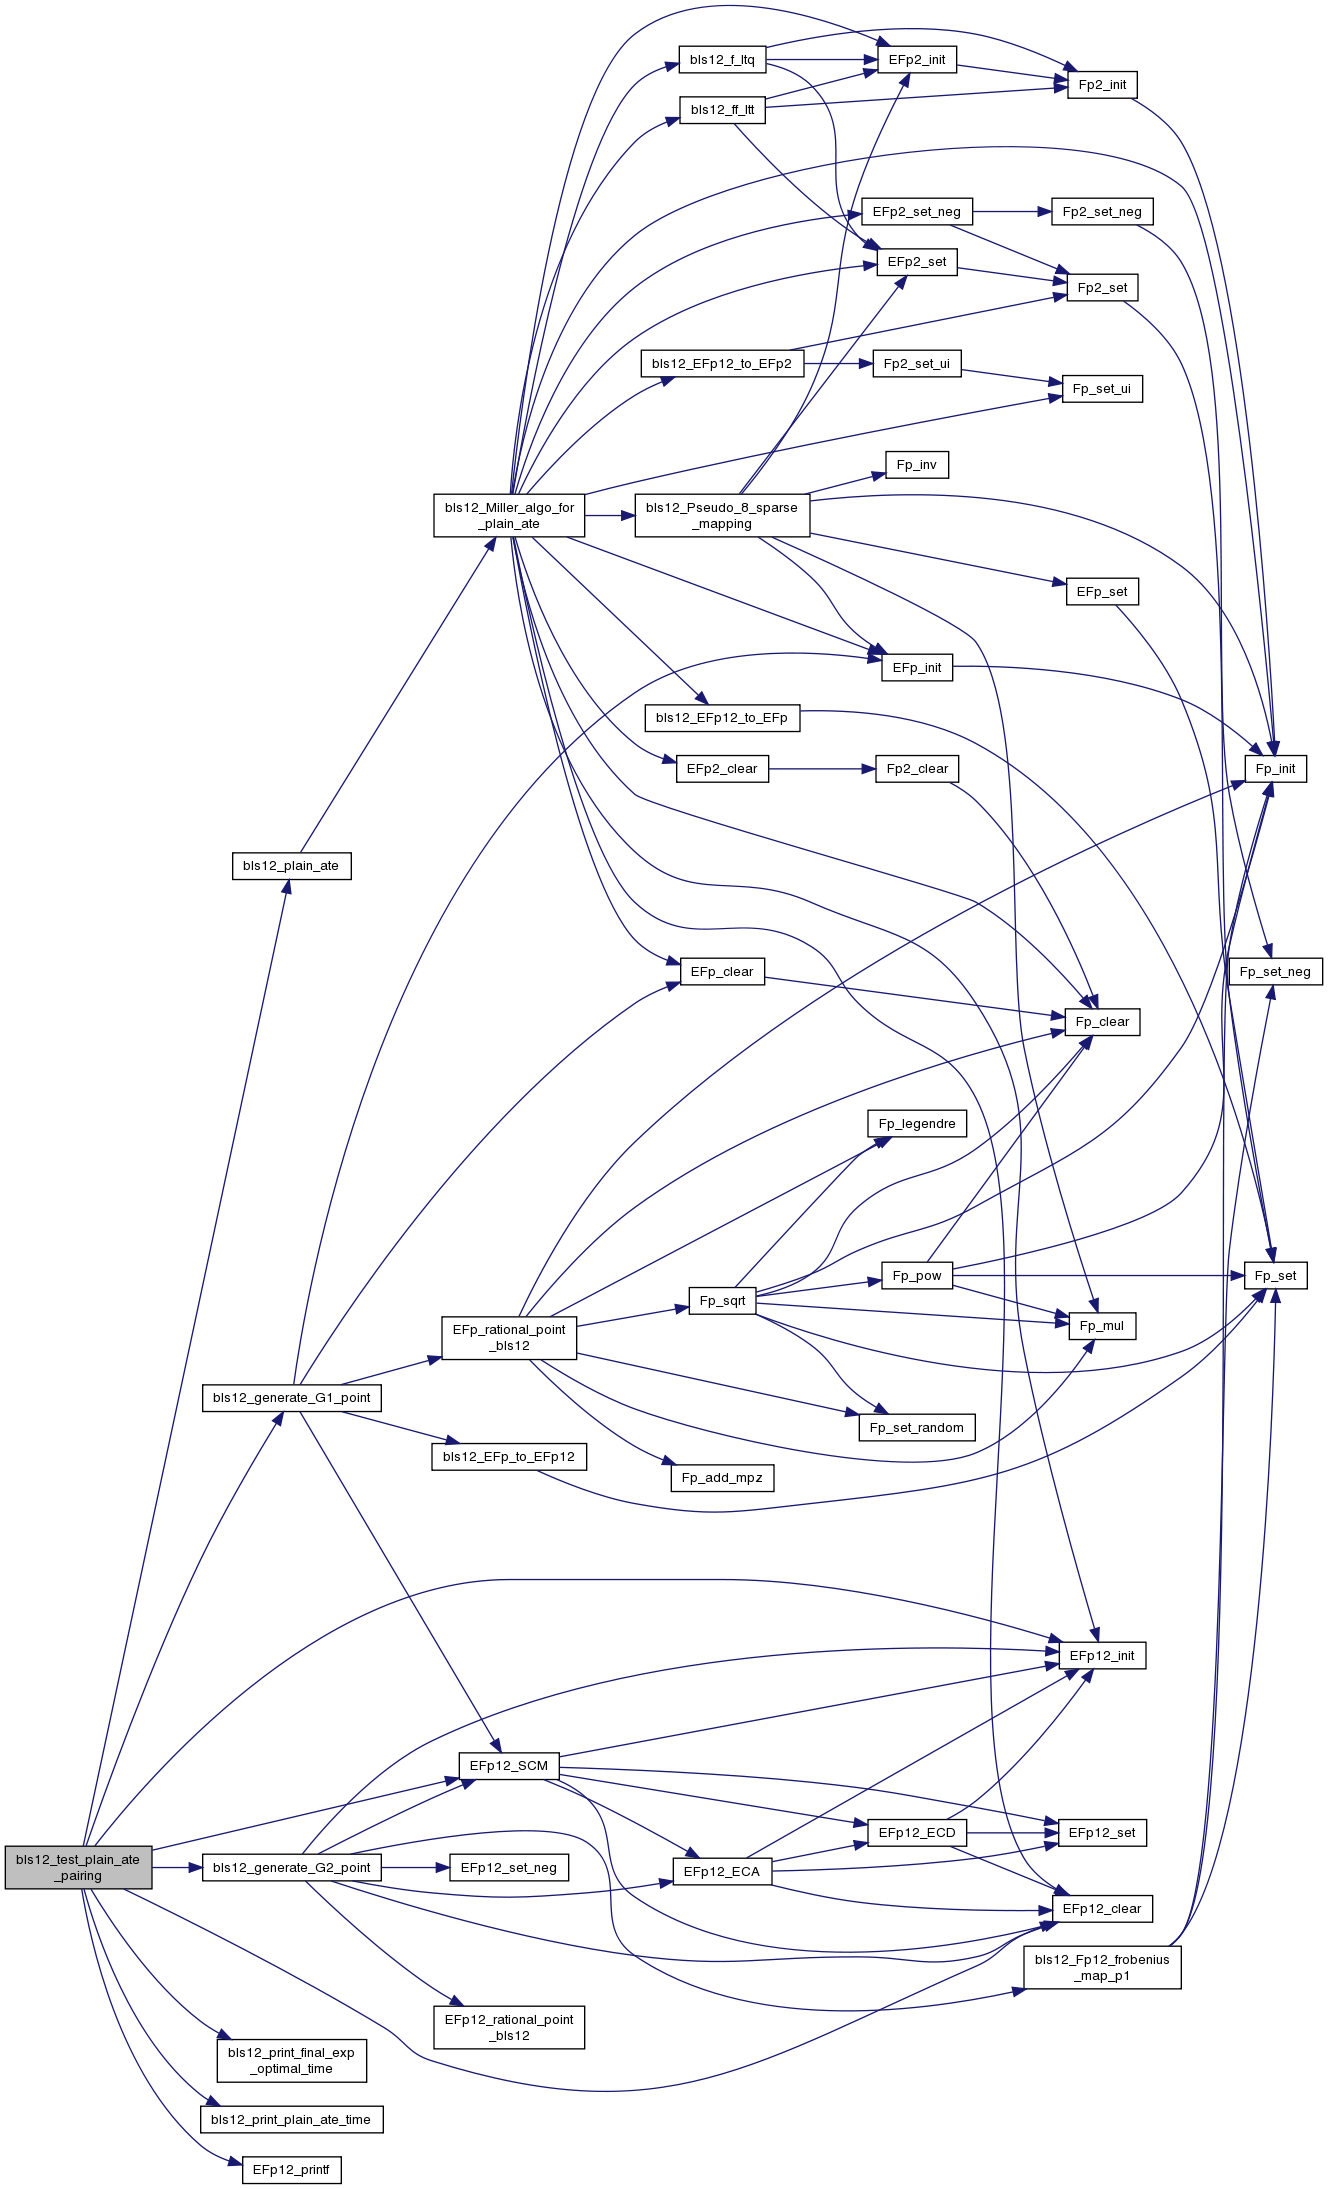 bls12_f_ltq
EFp2_init
Fp2_init
bls12_ff_ltt
EFp2_set_neg
Fp2_set_neg
EFp2_set
Fp2_set
bls12_EFp12_to_EFp2
Fp2_set_ui
Fp_set_ui
Fp_inv
bls12_Miller_algo_for
_plain_ate
bls12_Pseudo_8_sparse
_mapping
EFp_set
EFp_init
bls12_EFp12_to_EFp
EFp2_clear
Fp2_clear
Fp_init
bls12_plain_ate
EFp_clear
Fp_set_neg
Fp_clear
Fp_legendre
Fp_pow
Fp_set
Fp_sqrt
Fp_mul
EFp_rational_point
_bls12
bls12_generate_G1_point
Fp_set_random
bls12_EFp_to_EFp12
Fp_add_mpz
EFp12_init
EFp12_SCM
EFp12_ECD
EFp12_set
bls12_test_plain_ate
_pairing
bls12_generate_G2_point
EFp12_set_neg
EFp12_ECA
EFp12_clear
bls12_Fp12_frobenius
_map_p1
EFp12_rational_point
_bls12
bls12_print_final_exp
_optimal_time
bls12_print_plain_ate_time
EFp12_printf